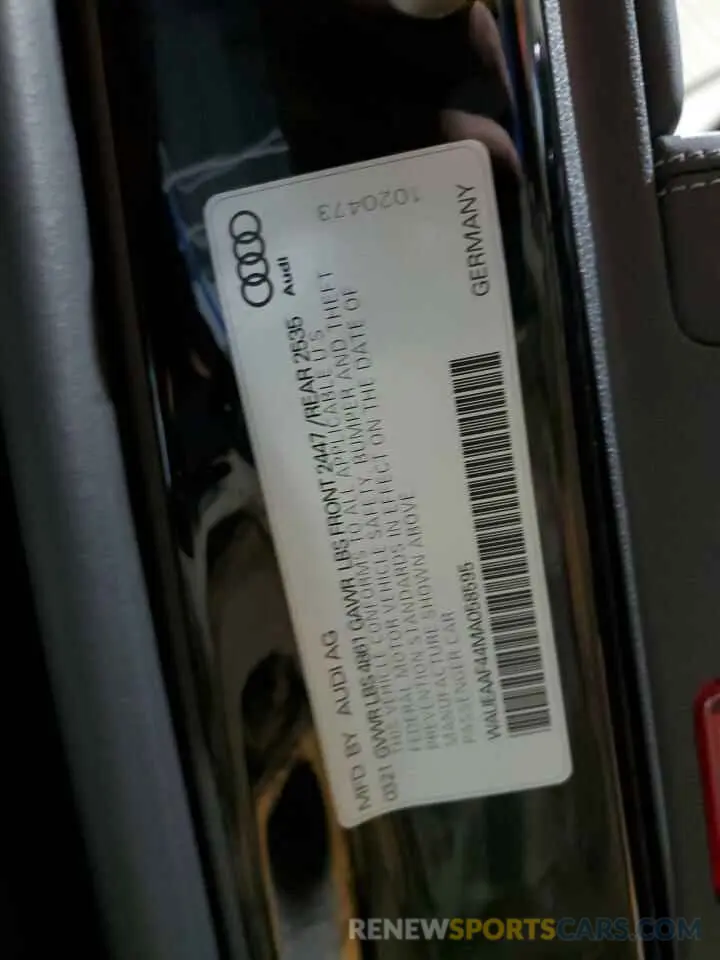 Audi
1020473
MFD BY AUDI AG
0321 GVWR LBS 4861 GAWR LBS FRONT 2447/REAR 2535
THIS VEHICLE CONFORMS TO ALL APPLICABLE U S
FEDERAL MOTOR VEHICLE SAFETY, BUMPER AND THEFT
PREVENTION STANDARDS IN EFFECT ON THE DATE OF
MANUFACTURE SHOWN ABOVE
PASSENGER CAR
WAUEAAF44MA058595
GERMANY
RENEWSPORTSCARS.COM